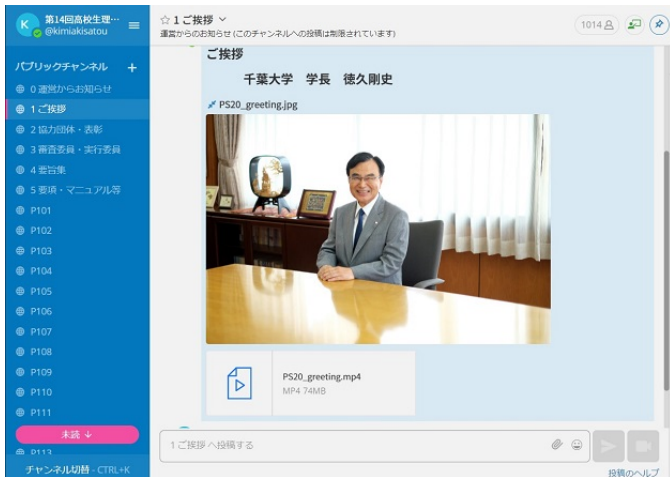 第14回高校生理…
@kimiakisatou
パブリックチャンネル +
0 運営からお知らせ
1 ご挨拶
2 協力団体・表彰
3 審査委員・実行委員
4 要旨集
5 要項・マニュアル等
P101
P102
P103
P104
P105
P106
P107
P108
P109
P110
P111
未読 ↓
P113
チャンネル切替 - CTRL+K
☆ 1 ご挨拶
運営からのお知らせ (このチャンネルへの投稿は制限されています)
1014
ご挨拶
千葉大学 学長 徳久剛史
PS20_greeting.jpg
PS20_greeting.mp4
MP4 74MB
1 ご挨拶 へ投稿する
投稿のヘルプ